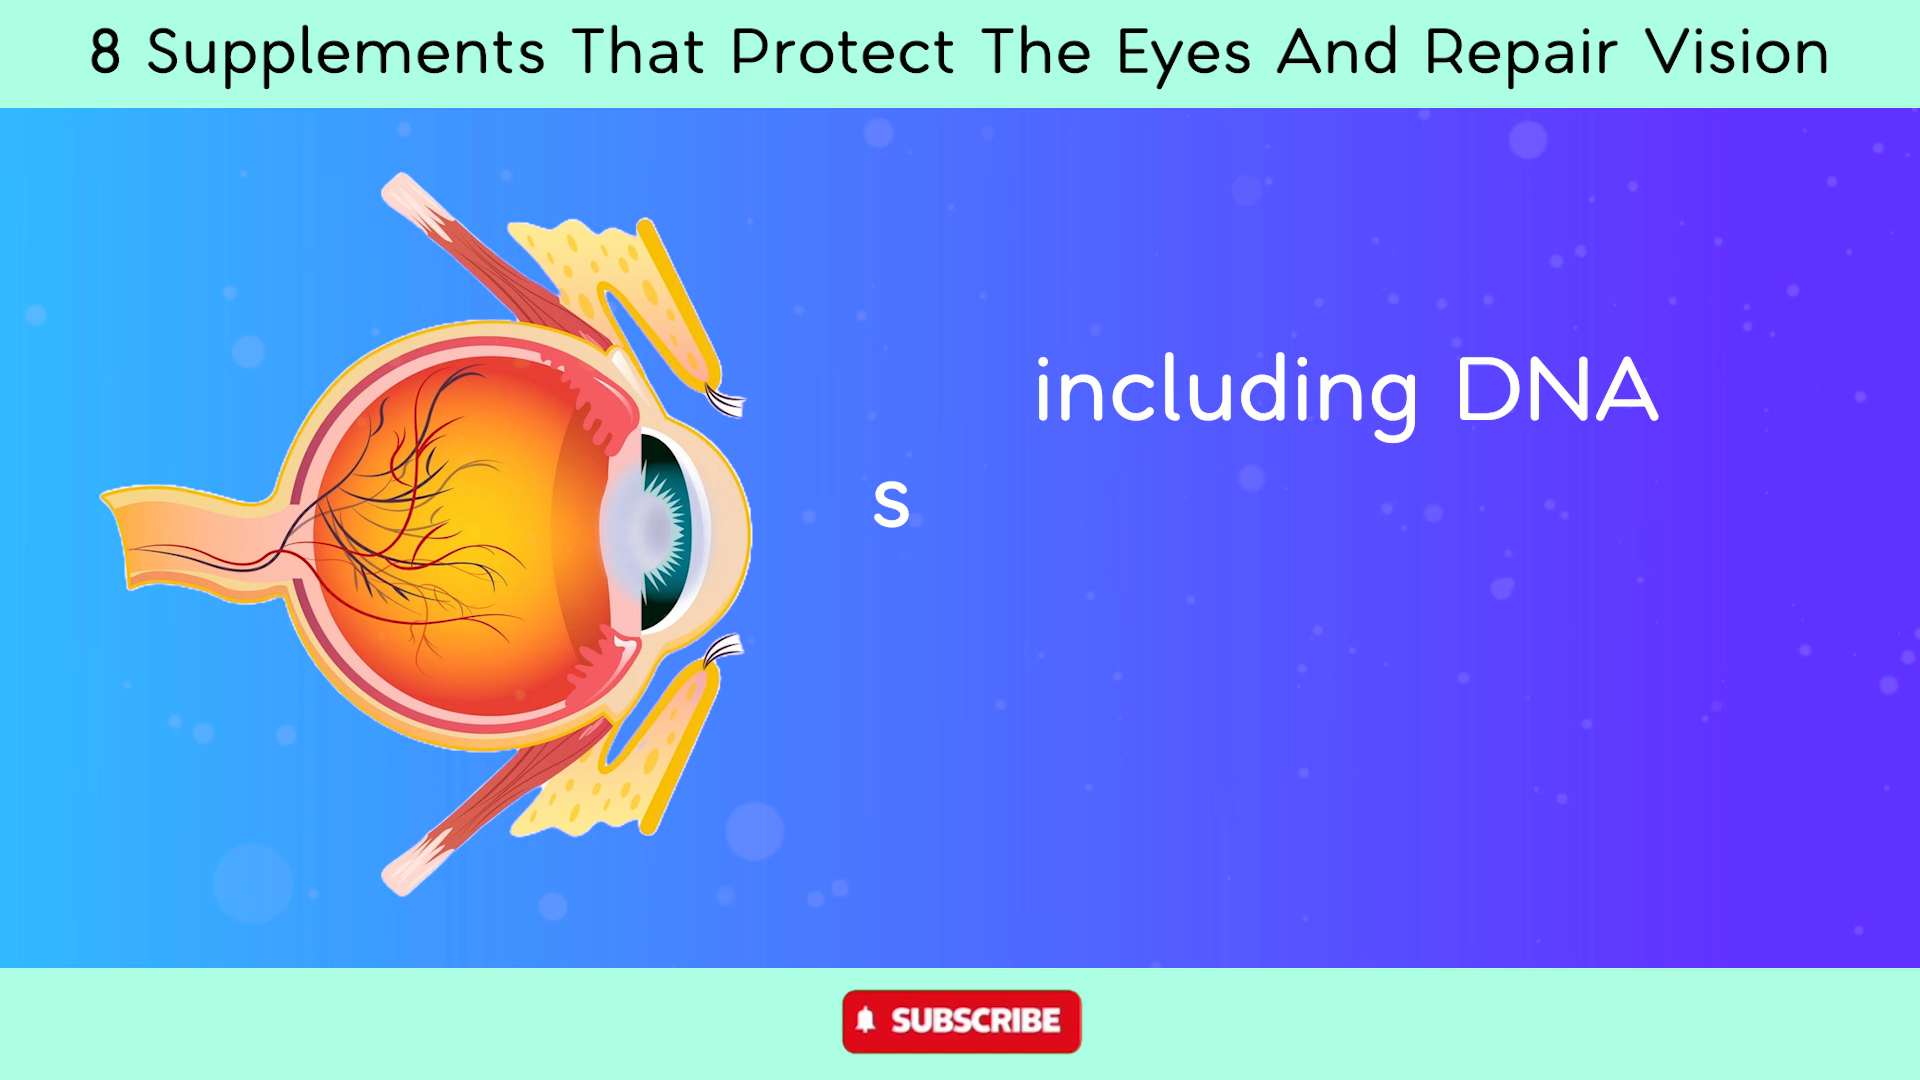 8 Supplements That Protect The Eyes And Repair Vision
including DNA
s
SUBSCRIBE